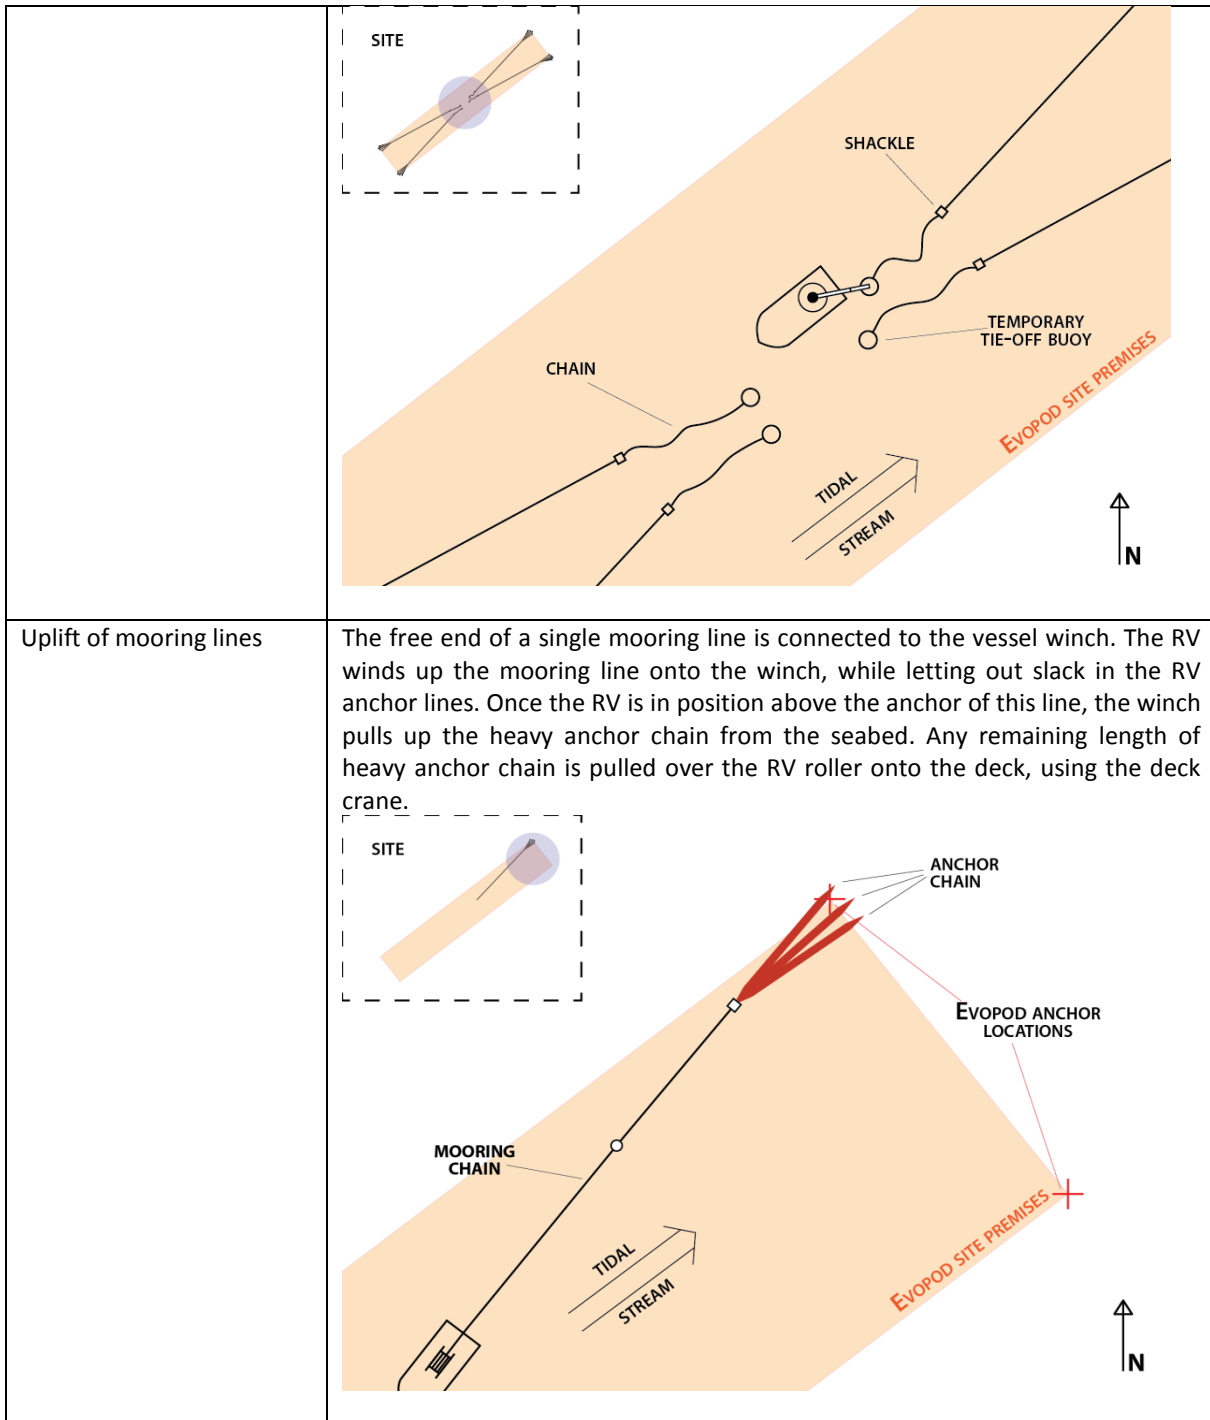 SITE
SHACKLE
TEMPORARY
TIE-OFF BUOY
CHAIN
EVOPOD SITE PREMISES
TIDAL
STREAM
N
Uplift of mooring lines
The free end of a single mooring line is connected to the vessel winch. The RV
winds up the mooring line onto the winch, while letting out slack in the RV
anchor lines. Once the RV is in position above the anchor of this line, the winch
pulls up the heavy anchor chain from the seabed. Any remaining length of
heavy anchor chain is pulled over the RV roller onto the deck, using the deck
crane.
SITE
ANCHOR
CHAIN
EVOPOD ANCHOR
LOCATIONS
MOORING
CHAIN
EVOPOD SITE PREMISES
TIDAL
STREAM
N